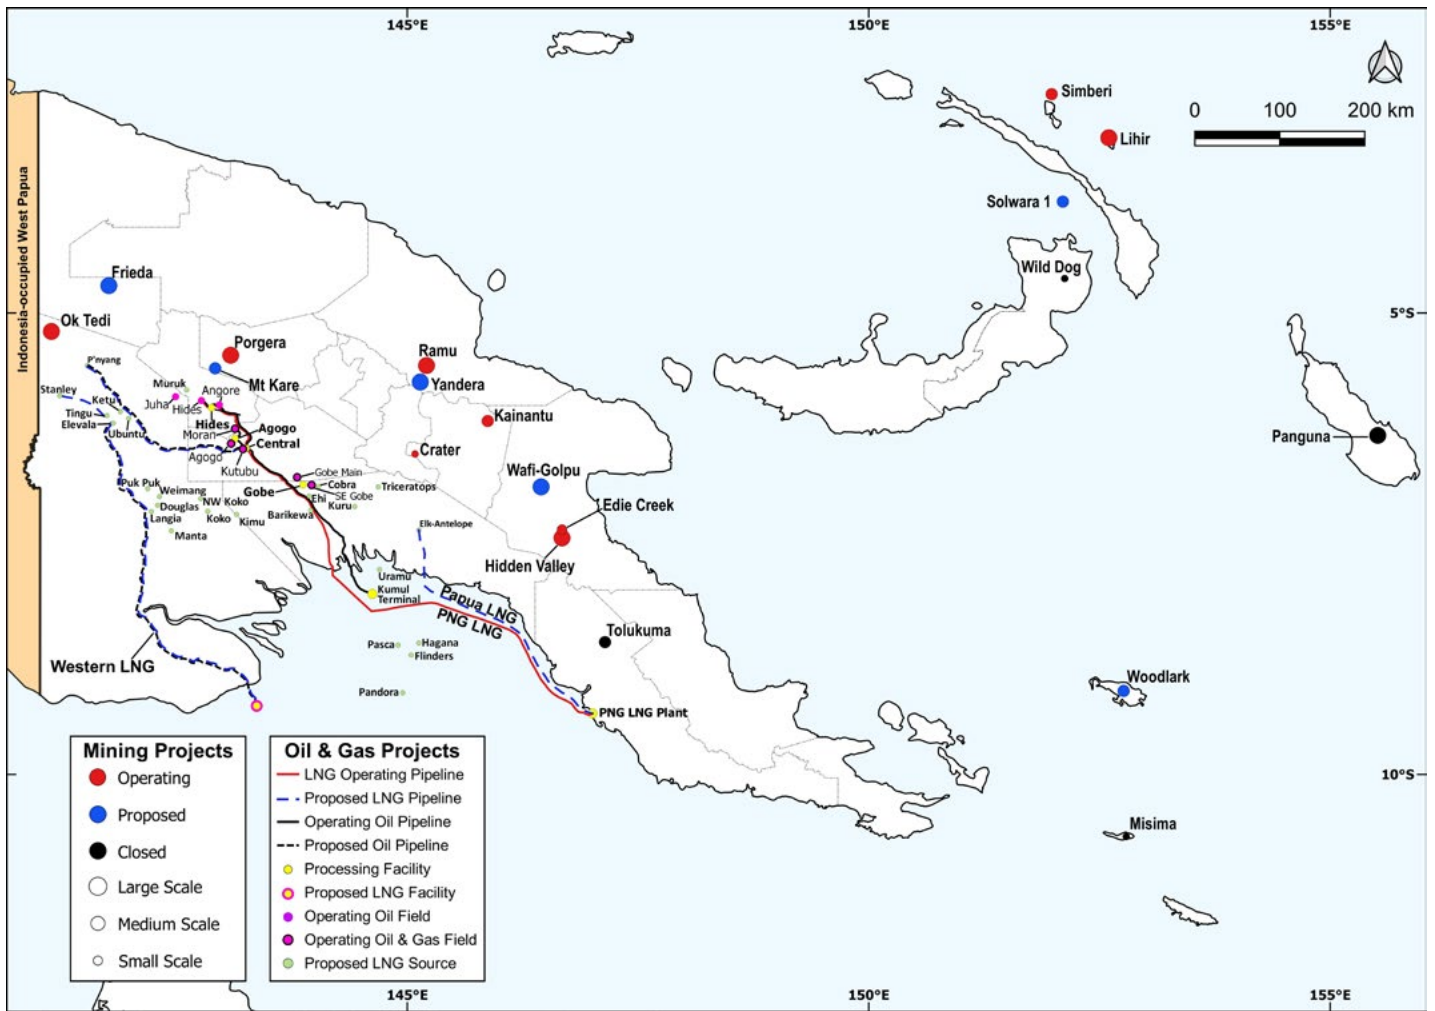 145°E
150°E
155°E
Simberi
0 100 200 km
Lihir
Indonesia-occupied West Papua
Solwara 1
Wild Dog
Frieda
5°S
Ok Tedi
Porgera
Ramu
P'nyang
Mt Kare
Yandera
Muruk
Angore
Stanley
Juha
Hides
Ketu
Tingu
Elevala
Ubuntu
Hides
Moran
Agogo
Central
Agogo
Kutubu
Kainantu
Crater
Panguna
Gobe Main
Wafi-Golpu
Puk Puk
Weimang
Gobe
Cobra
Triceratops
SE Gobe
Ehi
Douglas
NW Koko
Kuru
Langia
Koko
Kimu
Barikewa
Edie Creek
Elk-Antelope
Manta
Hidden Valley
Uramu
Kumul
Terminal
Papua LNG
PNG LNG
Tolukuma
Pasca
Hagana
Flinders
Western LNG
Woodlark
Pandora
PNG LNG Plant
Mining Projects
Operating
Proposed
Closed
Large Scale
Medium Scale
Small Scale
Oil & Gas Projects
LNG Operating Pipeline
Proposed LNG Pipeline
Operating Oil Pipeline
Proposed Oil Pipeline
Processing Facility
Proposed LNG Facility
Operating Oil Field
Operating Oil & Gas Field
Proposed LNG Source
10°S
Misima
145°E
150°E
155°E